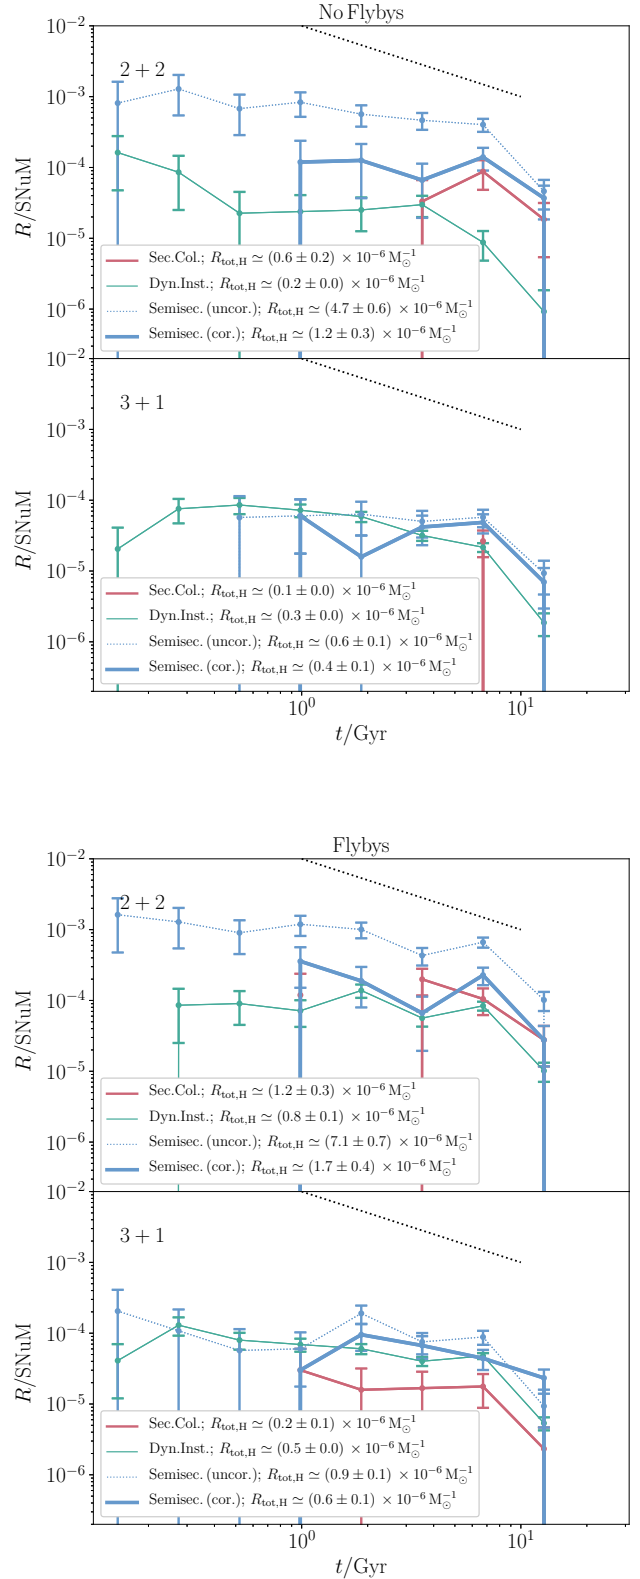 No Flybys
10⁻²
2 + 2
10⁻³
10⁻⁴
10⁻⁵
10⁻⁶
R/SNuM
Sec.Col.; R_tot,H ≃ (0.6 ± 0.2) × 10⁻⁶ M_⊙⁻¹
Dyn.Inst.; R_tot,H ≃ (0.2 ± 0.0) × 10⁻⁶ M_⊙⁻¹
Semisec. (uncor.); R_tot,H ≃ (4.7 ± 0.6) × 10⁻⁶ M_⊙⁻¹
Semisec. (cor.); R_tot,H ≃ (1.2 ± 0.3) × 10⁻⁶ M_⊙⁻¹
10⁻²
3 + 1
10⁻³
10⁻⁴
10⁻⁵
10⁻⁶
R/SNuM
Sec.Col.; R_tot,H ≃ (0.1 ± 0.0) × 10⁻⁶ M_⊙⁻¹
Dyn.Inst.; R_tot,H ≃ (0.3 ± 0.0) × 10⁻⁶ M_⊙⁻¹
Semisec. (uncor.); R_tot,H ≃ (0.6 ± 0.1) × 10⁻⁶ M_⊙⁻¹
Semisec. (cor.); R_tot,H ≃ (0.4 ± 0.1) × 10⁻⁶ M_⊙⁻¹
10⁰ 10¹
t/Gyr
Flybys
10⁻²
2 + 2
10⁻³
10⁻⁴
10⁻⁵
10⁻⁶
R/SNuM
Sec.Col.; R_tot,H ≃ (1.2 ± 0.3) × 10⁻⁶ M_⊙⁻¹
Dyn.Inst.; R_tot,H ≃ (0.8 ± 0.1) × 10⁻⁶ M_⊙⁻¹
Semisec. (uncor.); R_tot,H ≃ (7.1 ± 0.7) × 10⁻⁶ M_⊙⁻¹
Semisec. (cor.); R_tot,H ≃ (1.7 ± 0.4) × 10⁻⁶ M_⊙⁻¹
10⁻²
3 + 1
10⁻³
10⁻⁴
10⁻⁵
10⁻⁶
R/SNuM
Sec.Col.; R_tot,H ≃ (0.2 ± 0.1) × 10⁻⁶ M_⊙⁻¹
Dyn.Inst.; R_tot,H ≃ (0.5 ± 0.0) × 10⁻⁶ M_⊙⁻¹
Semisec. (uncor.); R_tot,H ≃ (0.9 ± 0.1) × 10⁻⁶ M_⊙⁻¹
Semisec. (cor.); R_tot,H ≃ (0.6 ± 0.1) × 10⁻⁶ M_⊙⁻¹
10⁰ 10¹
t/Gyr